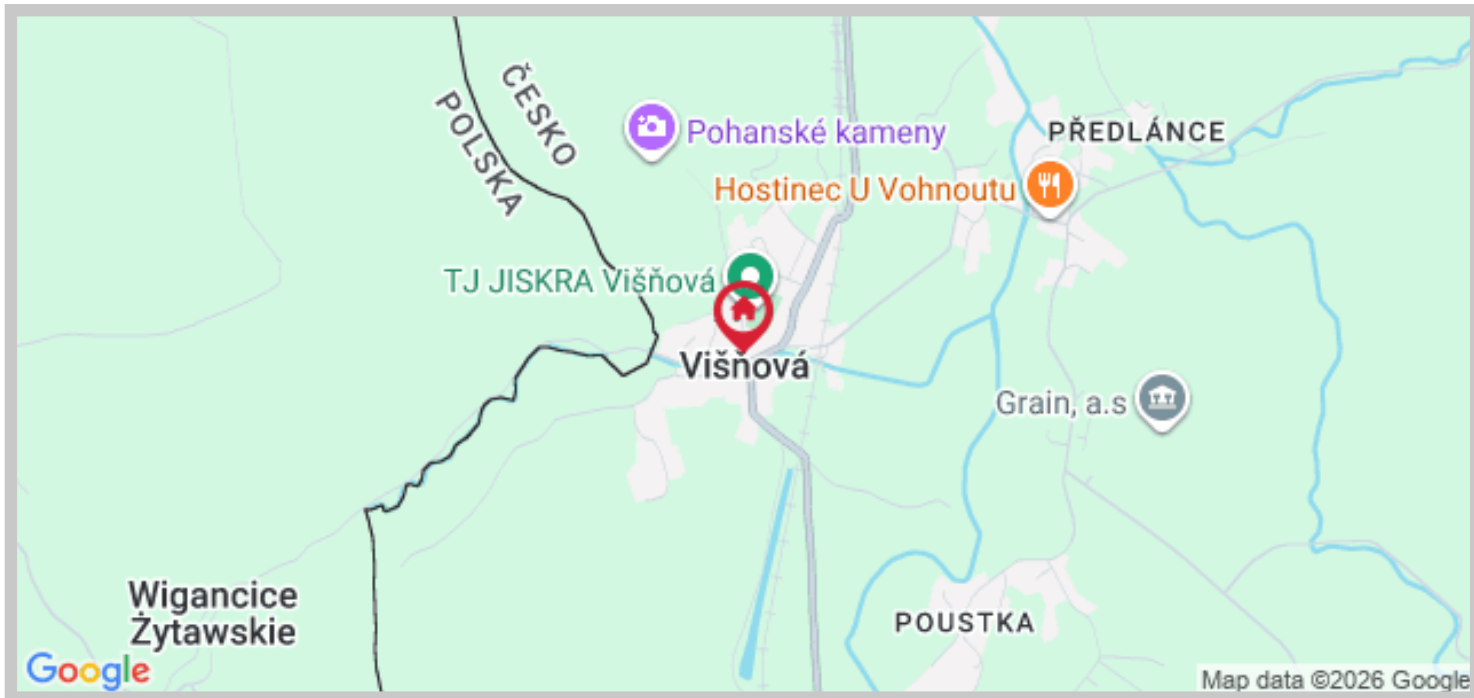 ČESKO
POLSKA
Pohanské kameny
PŘEDLÁNCE
Hostinec U Vohnoutu
TJ JISKRA Višňová
Višňová
Grain, a.s
Wigancice
Żytawskie
POUSTKA
Google
Map data ©2026 Google